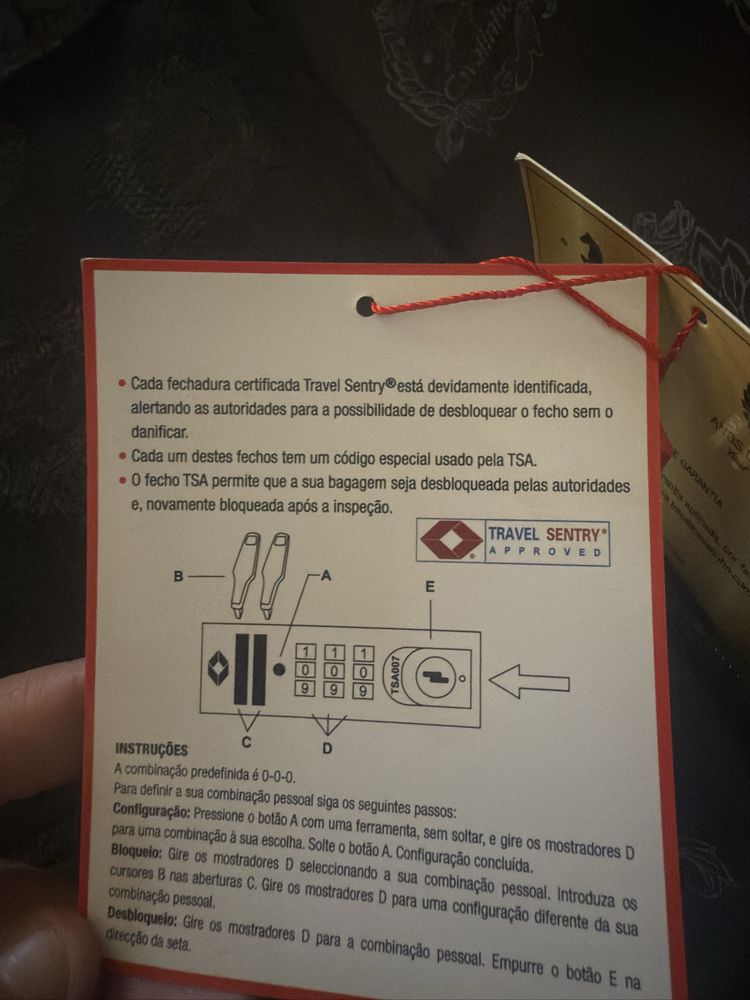 • Cada fechadura certificada Travel Sentry® está devidamente identificada,
alertando as autoridades para a possibilidade de desbloquear o fecho sem o
danificar.
• Cada um destes fechos tem um código especial usado pela TSA.
• O fecho TSA permite que a sua bagagem seja desbloqueada pelas autoridades
e, novamente bloqueada após a inspeção.
TRAVEL SENTRY®
APPROVED
B
A
E
1 1 1
0 0 0
9 9 9
TSA007
C
D
INSTRUÇÕES
A combinação predefinida é 0-0-0.
Para definir a sua combinação pessoal siga os seguintes passos:
Configuração: Pressione o botão A com uma ferramenta, sem soltar, e gire os mostradores D
para uma combinação à sua escolha. Solte o botão A. Configuração concluída.
Bloqueio: Gire os mostradores D seleccionando a sua combinação pessoal. Introduza os
cursores B nas aberturas C. Gire os mostradores D para uma configuração diferente da sua
combinação pessoal.
Desbloqueio: Gire os mostradores D para a combinação pessoal. Empurre o botão E na
direcção da seta.
GARANTIA